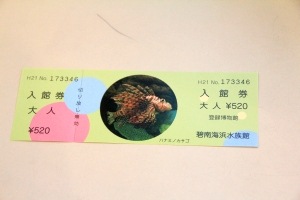 H21 No. 173346
入館券
大人
¥520
切り放し無効
ハナミノカサゴ
H21 No. 173346
入館券
大人 ¥520
登録博物館
碧南海浜水族館